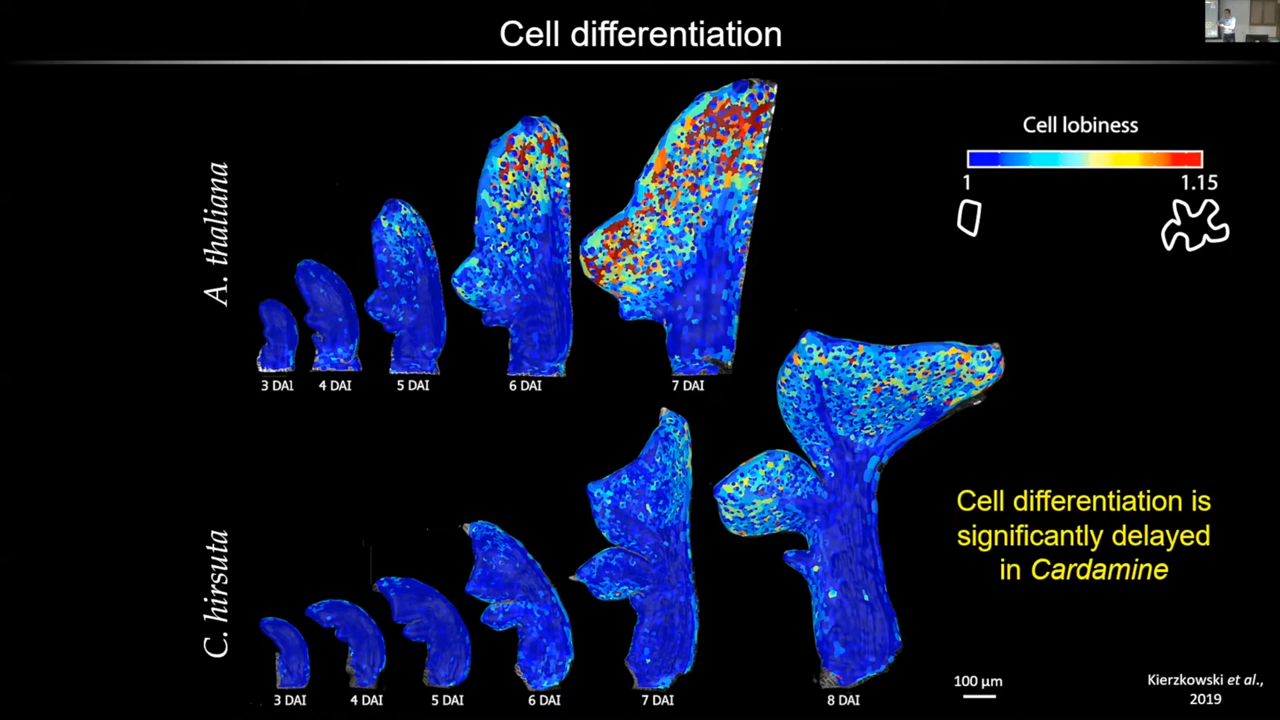 Cell differentiation
A. thaliana
3 DAI
4 DAI
5 DAI
6 DAI
7 DAI
Cell lobiness
1
1.15
C. hirsuta
3 DAI
4 DAI
5 DAI
6 DAI
7 DAI
8 DAI
Cell differentiation is
significantly delayed
in Cardamine
100 µm
Kierzkowski et al.,
2019